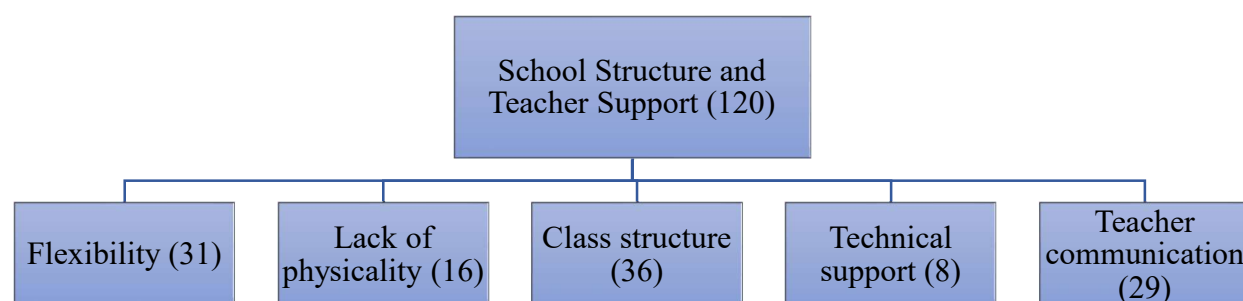 School Structure and
Teacher Support (120)
Flexibility (31)
Lack of
physicality (16)
Class structure
(36)
Technical
support (8)
Teacher
communication
(29)